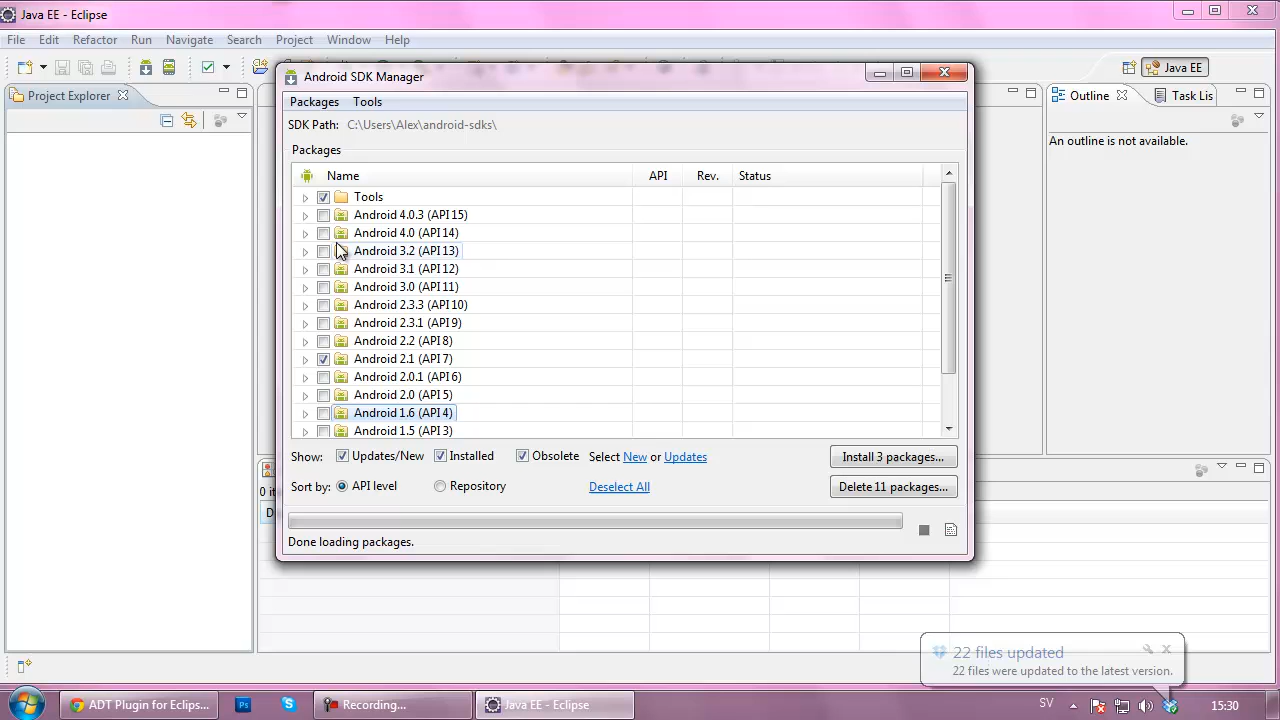 Java EE - Eclipse
File Edit Refactor Run Navigate Search Project Window Help
Java EE
Project Explorer
Outline
Task Lis
An outline is not available.
Android SDK Manager
Packages Tools
SDK Path: C:\Users\Alex\android-sdks\
Packages
Name API Rev. Status
Tools
Android 4.0.3 (API 15)
Android 4.0 (API 14)
Android 3.2 (API 13)
Android 3.1 (API 12)
Android 3.0 (API 11)
Android 2.3.3 (API 10)
Android 2.3.1 (API 9)
Android 2.2 (API 8)
Android 2.1 (API 7)
Android 2.0.1 (API 6)
Android 2.0 (API 5)
Android 1.6 (API 4)
Android 1.5 (API 3)
Show: Updates/New Installed Obsolete Select New or Updates
Install 3 packages...
Sort by: API level Repository Deselect All
Delete 11 packages...
Done loading packages.
0 it
D
22 files updated
22 files were updated to the latest version.
ADT Plugin for Eclips...
Ps
Recording...
Java EE - Eclipse
SV
15:30